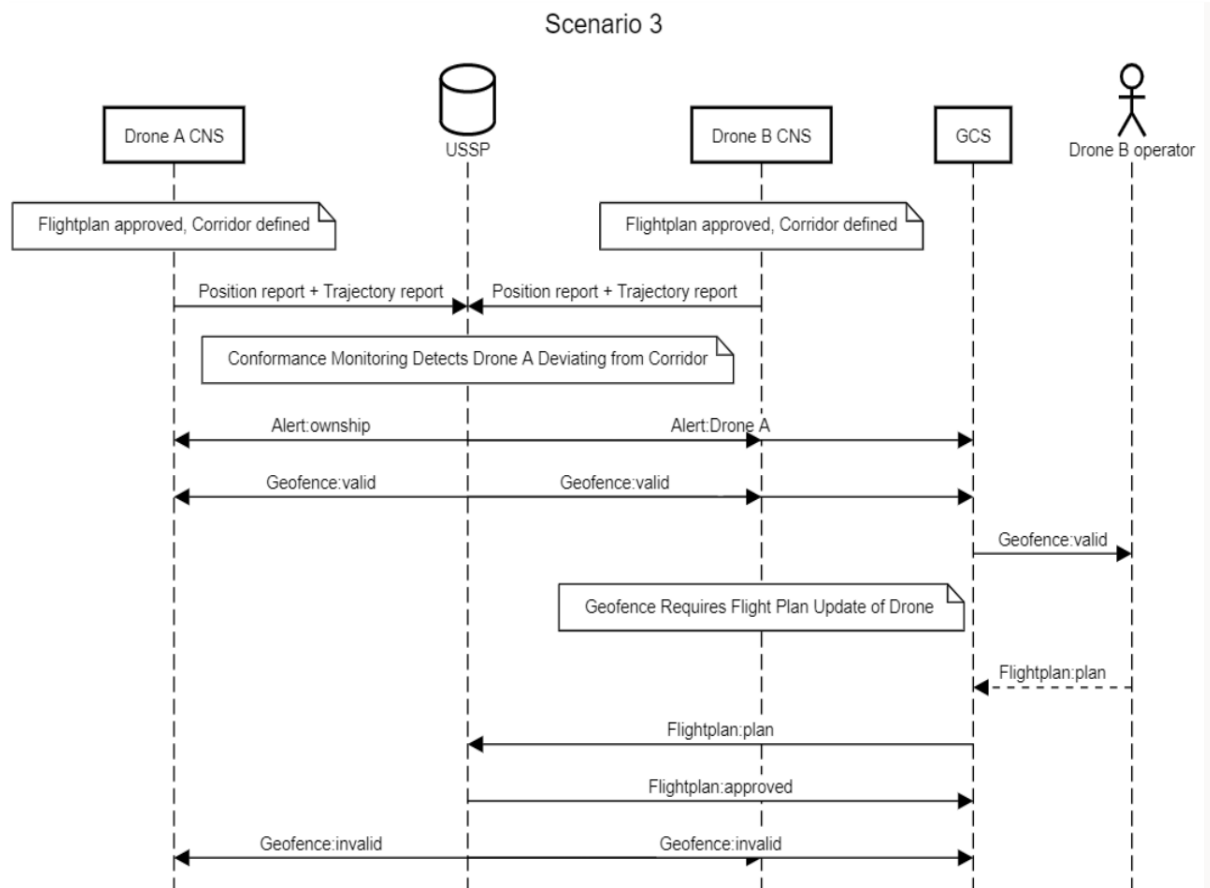 Scenario 3
Drone A CNS
USSP
Drone B CNS
GCS
Drone B operator
Flightplan approved, Corridor defined
Flightplan approved, Corridor defined
Position report + Trajectory report
Position report + Trajectory report
Conformance Monitoring Detects Drone A Deviating from Corridor
Alert:ownship
Alert:Drone A
Geofence:valid
Geofence:valid
Geofence:valid
Geofence Requires Flight Plan Update of Drone
Flightplan:plan
Flightplan:plan
Flightplan:approved
Geofence:invalid
Geofence:invalid